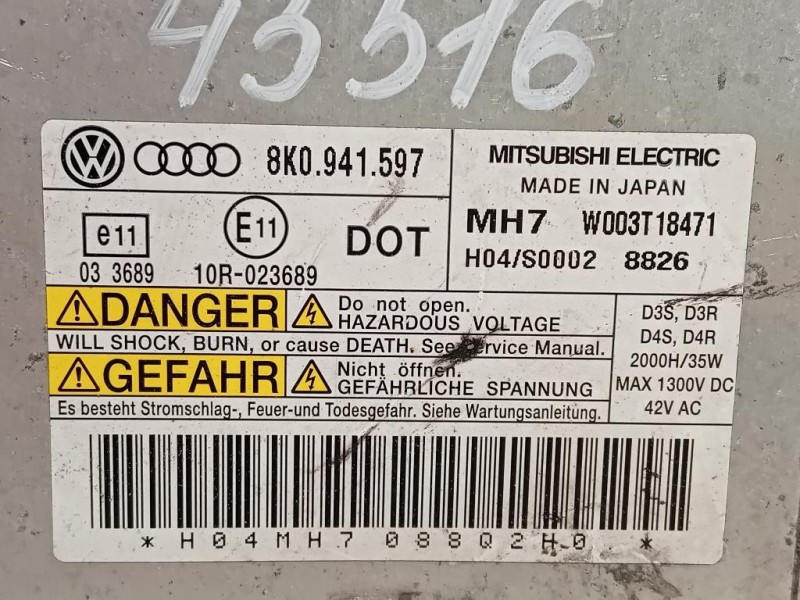 43516
VW 8K0.941.597
MITSUBISHI ELECTRIC
MADE IN JAPAN
MH7 W003T18471
H04/S0002 8826
e11 E11 DOT
03 3689 10R-023689
DANGER Do not open.
HAZARDOUS VOLTAGE
WILL SHOCK, BURN, or cause DEATH. See Service Manual.
GEFAHR Nicht öffnen.
GEFÄHRLICHE SPANNUNG
Es besteht Stromschlag-, Feuer-und Todesgefahr. Siehe Wartungsanleitung.
D3S, D3R
D4S, D4R
2000H/35W
MAX 1300V DC
42V AC
* H04MH7088Q2H0 *